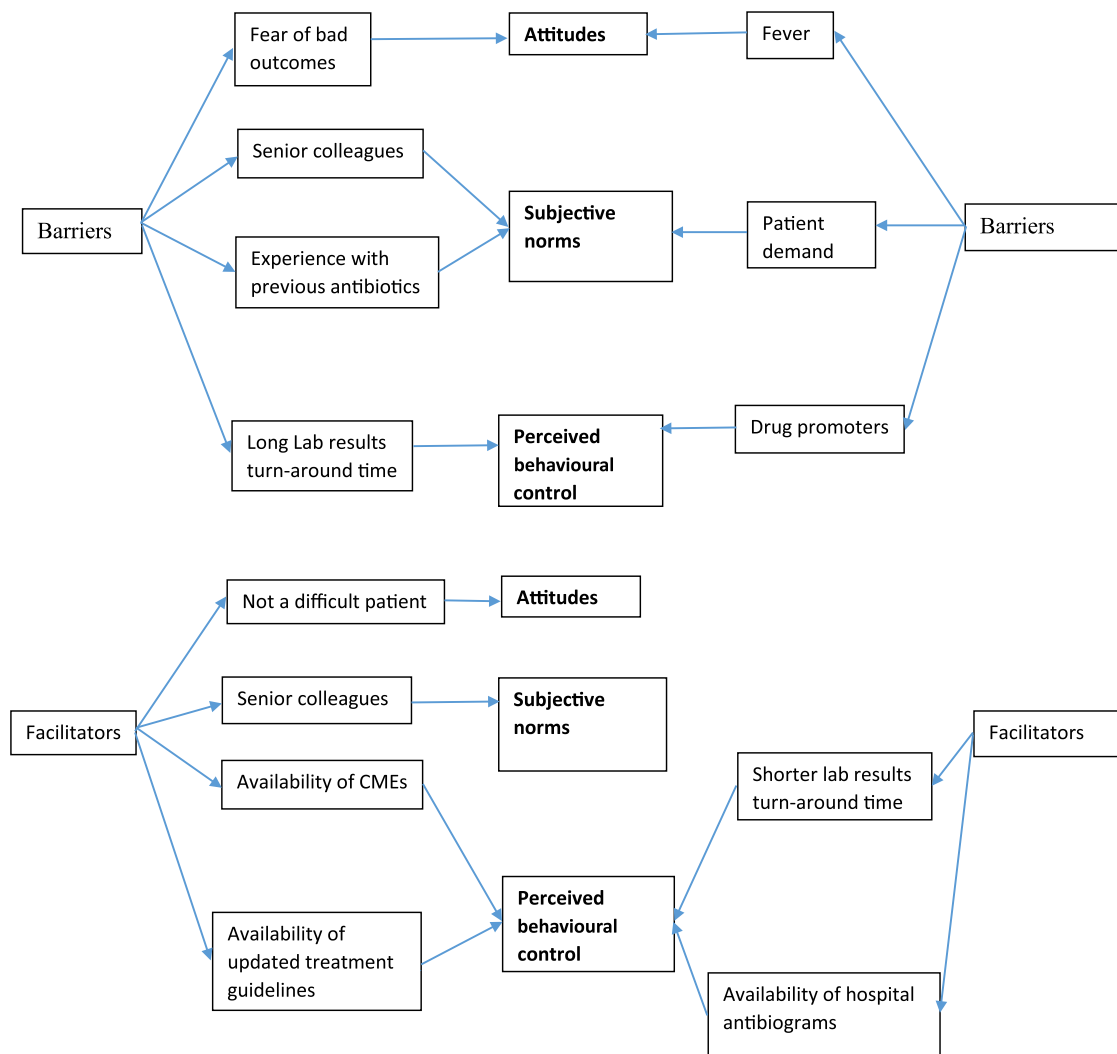 Fear of bad
outcomes
Attitudes
Fever
Senior colleagues
Barriers
Subjective
norms
Patient
demand
Barriers
Experience with
previous antibiotics
Long Lab results
turn-around time
Perceived
behavioural
control
Drug promoters
Not a difficult patient
Attitudes
Senior colleagues
Subjective
norms
Facilitators
Facilitators
Availability of CMEs
Shorter lab results
turn-around time
Perceived
behavioural
control
Availability of
updated treatment
guidelines
Availability of hospital
antibiograms